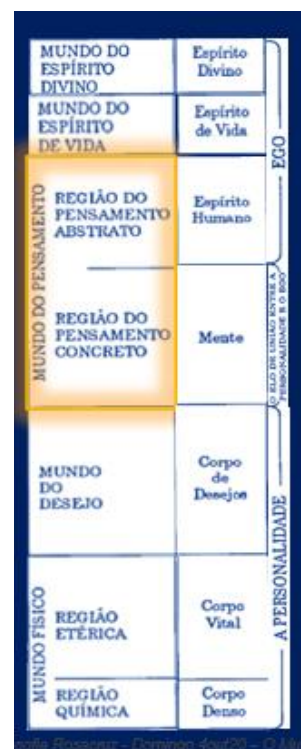 MUNDO DO
ESPÍRITO
DIVINO
Espírito
Divino
MUNDO DO
ESPÍRITO
DE VIDA
Espírito
de Vida
EGO
MUNDO DO PENSAMENTO
REGIÃO DO
PENSAMENTO
ABSTRATO
Espírito
Humano
REGIÃO DO
PENSAMENTO
CONCRETO
Mente
O ELO DE UNIÃO ENTRE A
PERSONALIDADE E O EGO
MUNDO
DO
DESEJO
Corpo
de
Desejos
A PERSONALIDADE
MUNDO FÍSICO
REGIÃO
ETÉRICA
Corpo
Vital
REGIÃO
QUÍMICA
Corpo
Denso
Rosacruz - Domingo